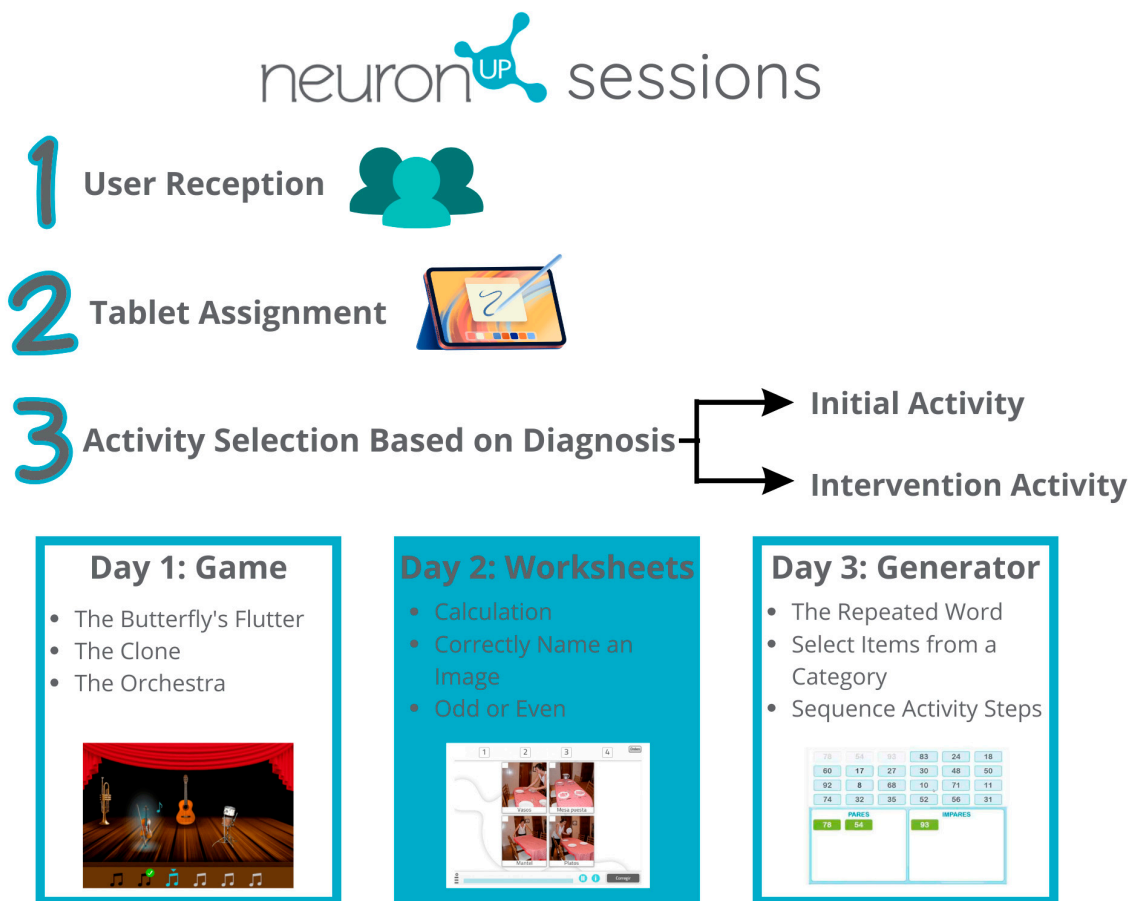 neuronUP sessions
1 User Reception
2 Tablet Assignment
3 Activity Selection Based on Diagnosis
Initial Activity
Intervention Activity
Day 1: Game
• The Butterfly's Flutter
• The Clone
• The Orchestra
Day 2: Worksheets
• Calculation
• Correctly Name an
Image
• Odd or Even
1 2 3 4
Vasos Mesa puesta
Mantel Platos
Corregir
Day 3: Generator
• The Repeated Word
• Select Items from a
Category
• Sequence Activity Steps
78 54 93 83 24 18
60 17 27 30 48 50
92 8 68 10 71 11
74 32 35 52 56 31
PARES IMPARES
78 54 93